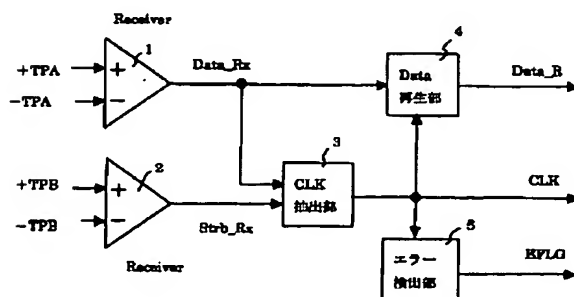 Receiver
1
+TPA
+
-TPA
−
Data_Rx
4
Data
再生部
Data_R
3
CLK
抽出部
CLK
2
+TPB
+
-TPB
−
Strb_Rx
Receiver
5
エラー
検出部
EFLG